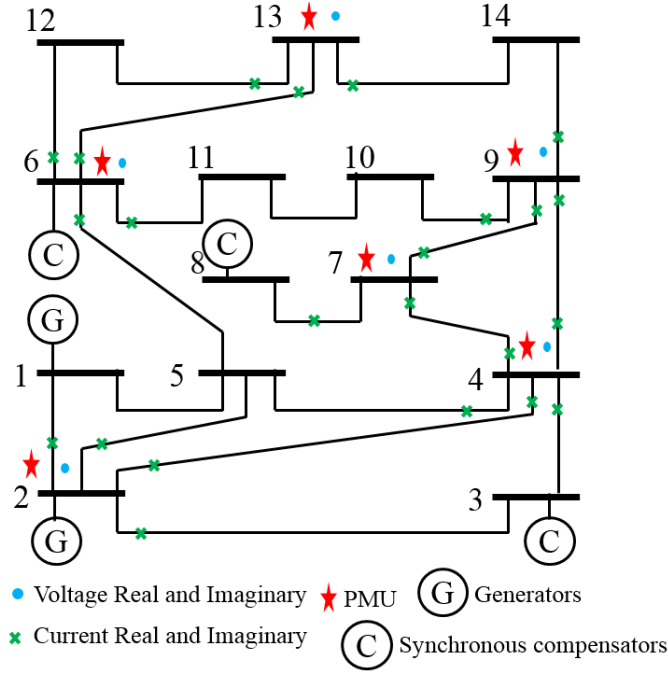 12 13 14
6 11 10 9
C
C
8 7
G
1 5 4
2 3
G C
Voltage Real and Imaginary PMU G Generators
Current Real and Imaginary C Synchronous compensators